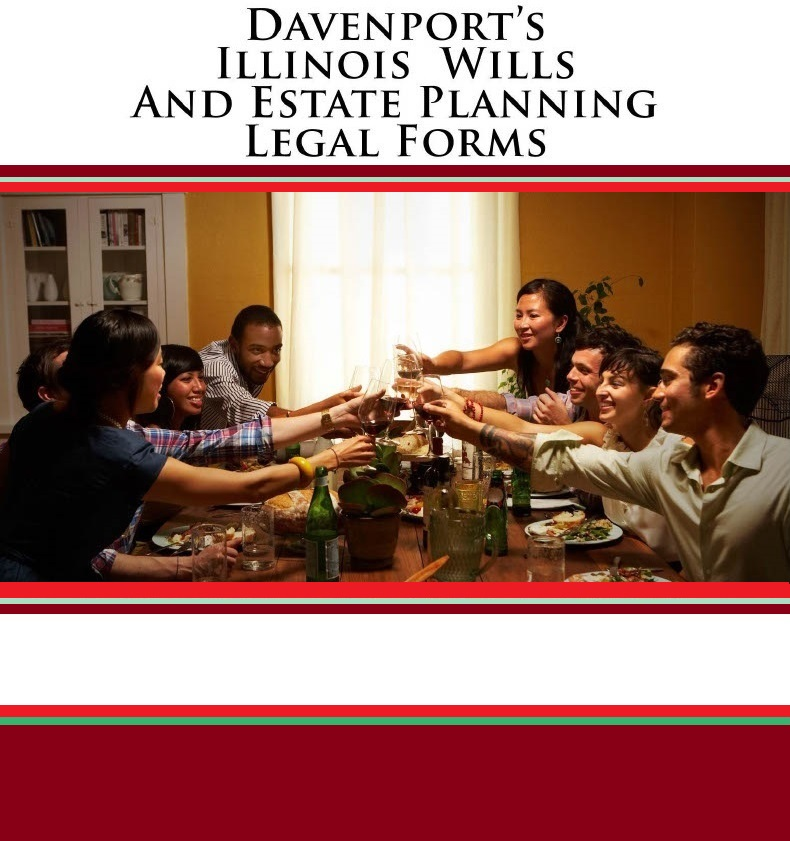 Davenport’s
Illinois Wills
And Estate Planning
Legal Forms